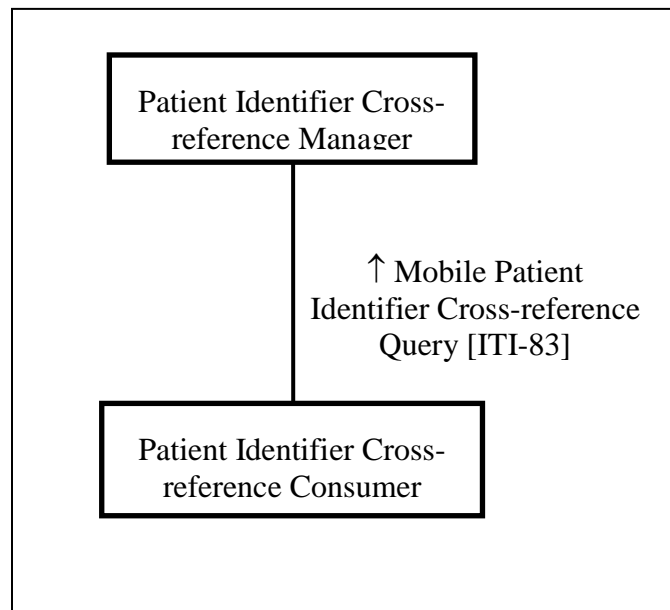 Patient Identifier Cross-
reference Manager
↑ Mobile Patient
Identifier Cross-reference
Query [ITI-83]
Patient Identifier Cross-
reference Consumer